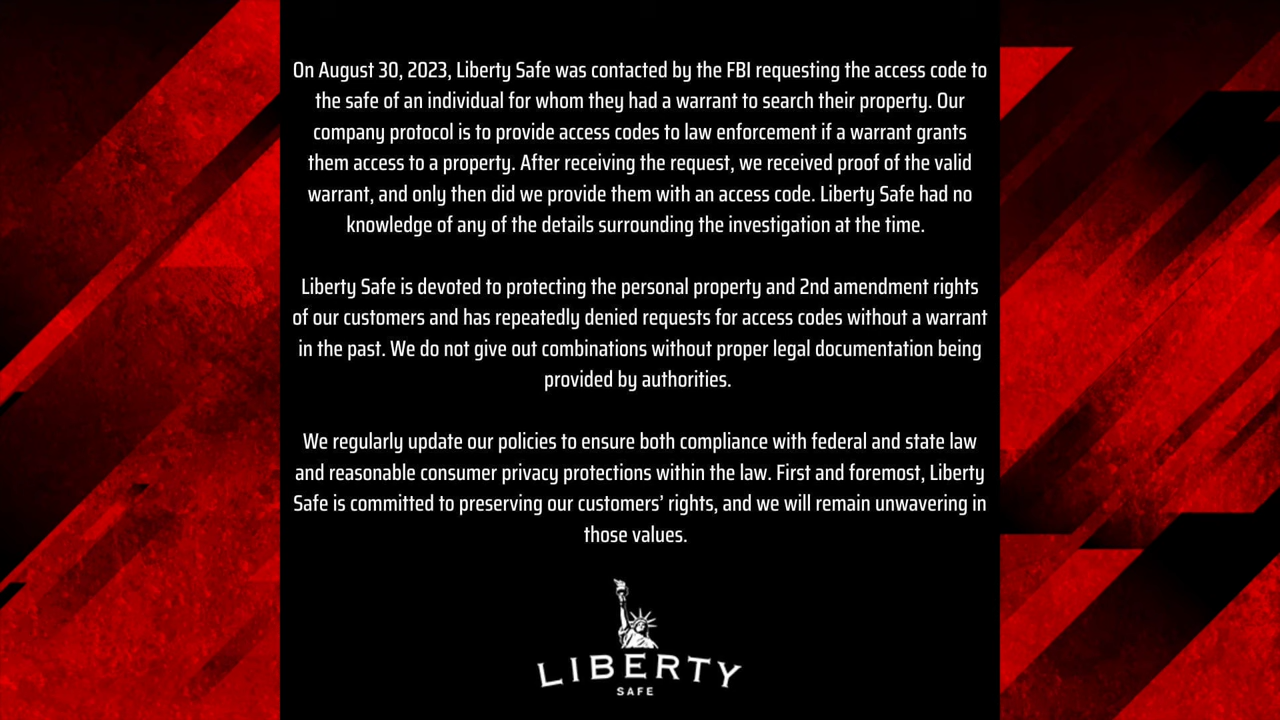 On August 30, 2023, Liberty Safe was contacted by the FBI requesting the access code to
the safe of an individual for whom they had a warrant to search their property. Our
company protocol is to provide access codes to law enforcement if a warrant grants
them access to a property. After receiving the request, we received proof of the valid
warrant, and only then did we provide them with an access code. Liberty Safe had no
knowledge of any of the details surrounding the investigation at the time.
Liberty Safe is devoted to protecting the personal property and 2nd amendment rights
of our customers and has repeatedly denied requests for access codes without a warrant
in the past. We do not give out combinations without proper legal documentation being
provided by authorities.
We regularly update our policies to ensure both compliance with federal and state law
and reasonable consumer privacy protections within the law. First and foremost, Liberty
Safe is committed to preserving our customers’ rights, and we will remain unwavering in
those values.
LIBERTY
SAFE